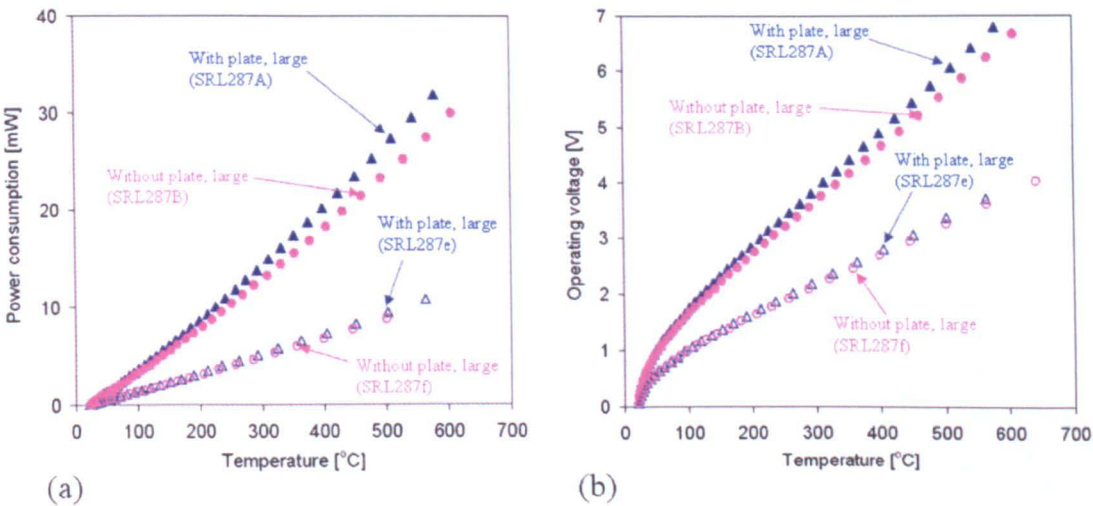 40
30
20
10
0
Power consumption [mW]
With plate, large
(SRL287A)
Without plate, large
(SRL287B)
With plate, large
(SRL287e)
Without plate, large
(SRL287f)
0 100 200 300 400 500 600 700
Temperature [°C]
(a)
7
6
5
4
3
2
1
0
Operating voltage [V]
With plate, large
(SRL287A)
Without plate, large
(SRL287B)
With plate, large
(SRL287e)
Without plate, large
(SRL287f)
0 100 200 300 400 500 600 700
Temperature [°C]
(b)